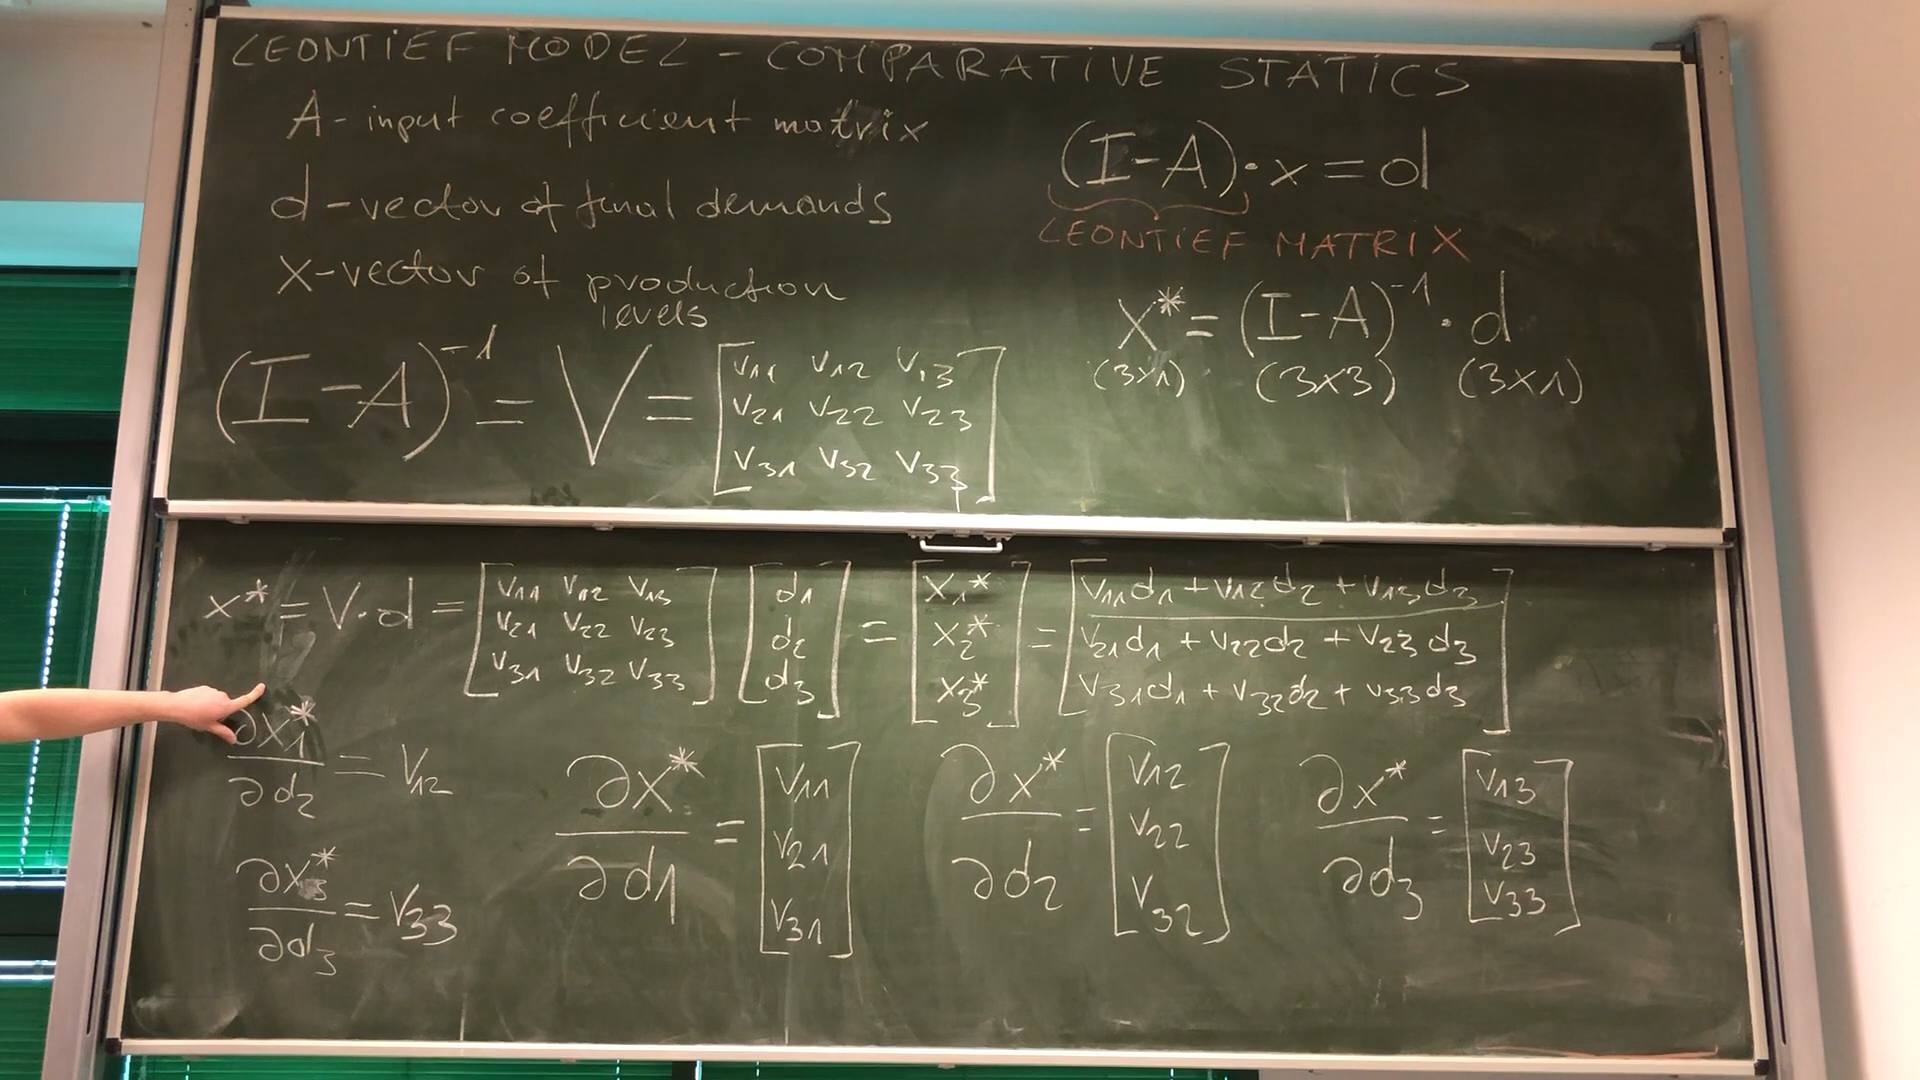 LEONTIEF MODEL - COMPARATIVE STATICS
A - input coefficient matrix
d - vector of final demands
X - vector of production levels
(I-A)⁻¹ = V = [v11 v12 v13
v21 v22 v23
v31 v32 v33]
(I-A)·x = d
LEONTIEF MATRIX
X* = (I-A)⁻¹ · d
(3x1) (3x3) (3x1)
x* = V·d = [v11 v12 v13; v21 v22 v23; v31 v32 v33] [d1; d2; d3] = [x1*; x2*; x3*] = [v11d1 + v12d2 + v13d3; v21d1 + v22d2 + v23d3; v31d1 + v32d2 + v33d3]
∂x1*/∂d2 = v12
∂x3*/∂d3 = v33
∂x*/∂d1 = [v11; v21; v31]
∂x*/∂d2 = [v12; v22; v32]
∂x*/∂d3 = [v13; v23; v33]